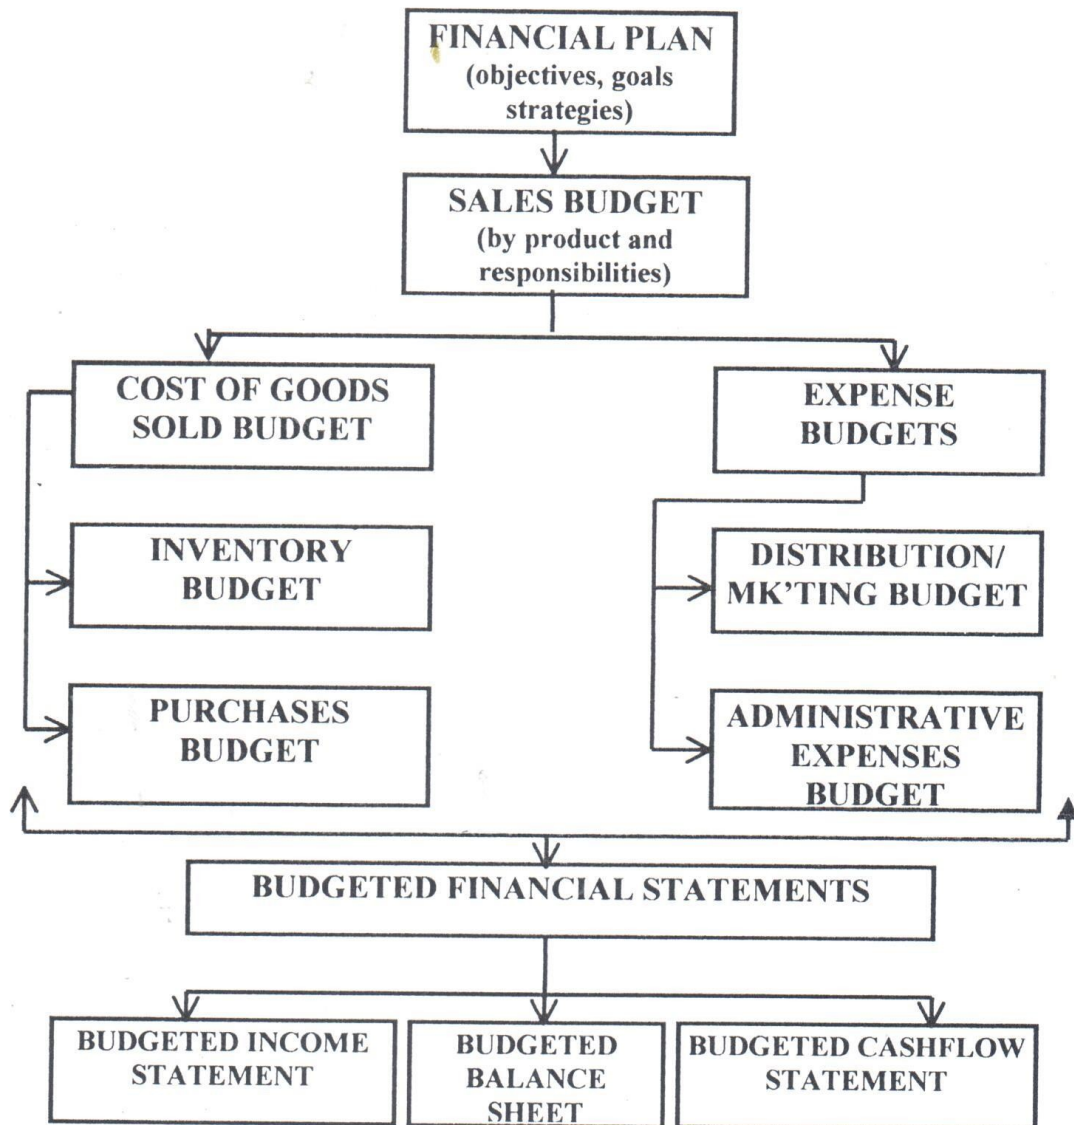 FINANCIAL PLAN
(objectives, goals
strategies)
SALES BUDGET
(by product and
responsibilities)
COST OF GOODS
SOLD BUDGET
EXPENSE
BUDGETS
INVENTORY
BUDGET
DISTRIBUTION/
MK'TING BUDGET
PURCHASES
BUDGET
ADMINISTRATIVE
EXPENSES
BUDGET
BUDGETED FINANCIAL STATEMENTS
BUDGETED INCOME
STATEMENT
BUDGETED
BALANCE
SHEET
BUDGETED CASHFLOW
STATEMENT